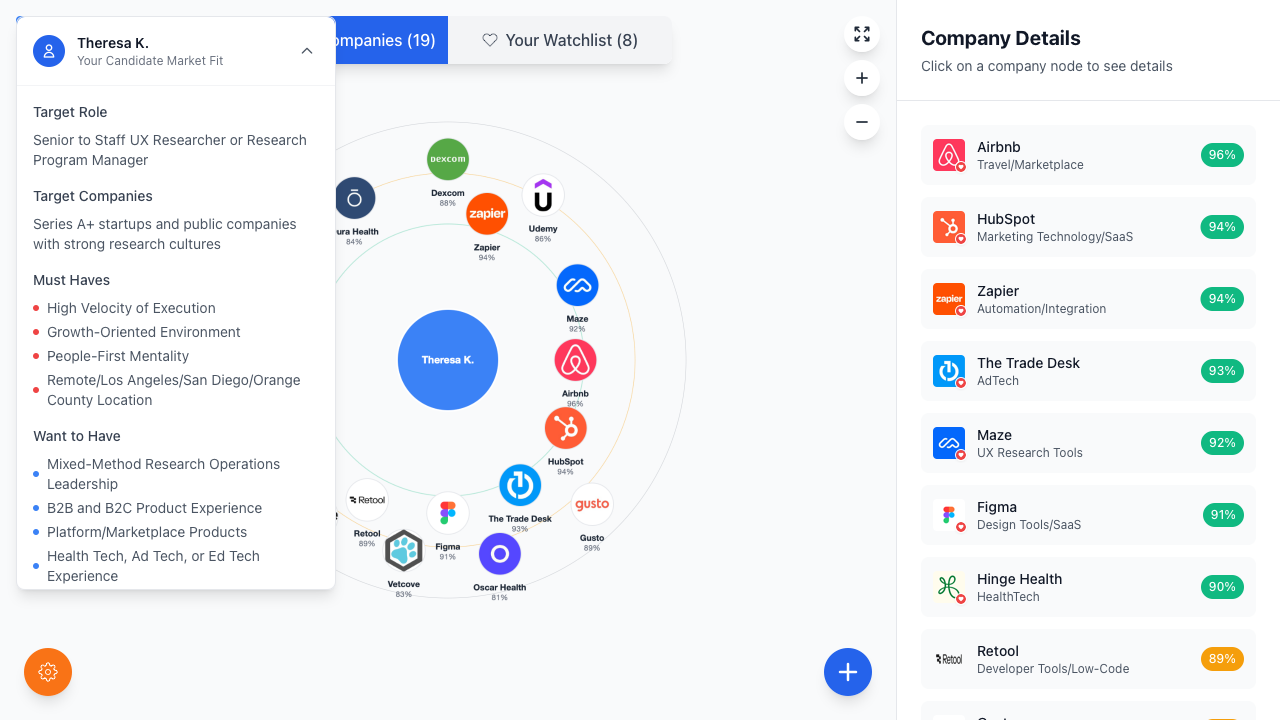 Theresa K.
Your Candidate Market Fit
Target Role
Senior to Staff UX Researcher or Research
Program Manager
Target Companies
Series A+ startups and public companies
with strong research cultures
Must Haves
High Velocity of Execution
Growth-Oriented Environment
People-First Mentality
Remote/Los Angeles/San Diego/Orange
County Location
Want to Have
Mixed-Method Research Operations
Leadership
B2B and B2C Product Experience
Platform/Marketplace Products
Health Tech, Ad Tech, or Ed Tech
Experience
ompanies (19)
Your Watchlist (8)
DEXCOM
Dexcom
88%
ura Health
84%
zapier
Zapier
94%
Udemy
86%
Maze
92%
Theresa K.
Airbnb
96%
HubSpot
94%
The Trade Desk
93%
gusto
Gusto
89%
Retool
Retool
89%
Figma
91%
Vetcove
83%
Oscar Health
81%
Company Details
Click on a company node to see details
Airbnb
Travel/Marketplace
96%
HubSpot
Marketing Technology/SaaS
94%
zapier
Zapier
Automation/Integration
94%
The Trade Desk
AdTech
93%
Maze
UX Research Tools
92%
Figma
Design Tools/SaaS
91%
Hinge Health
HealthTech
90%
Retool
Retool
Developer Tools/Low-Code
89%